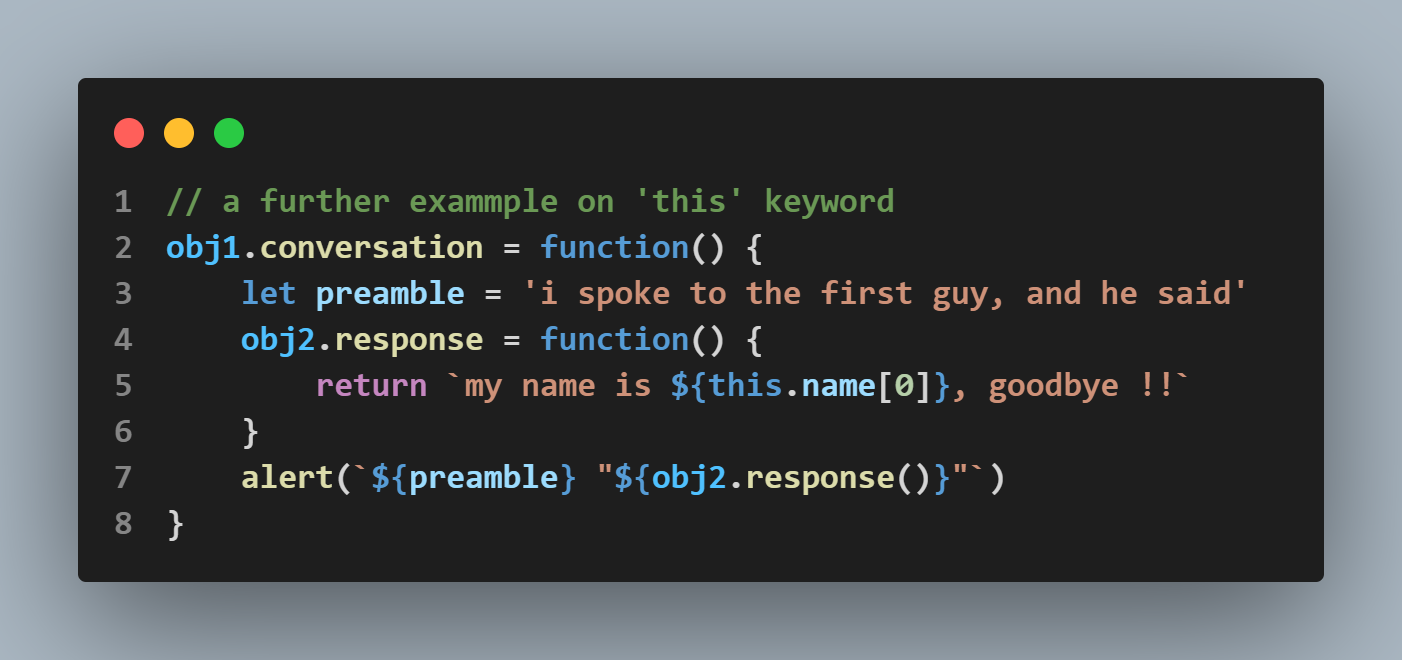 1 // a further exammple on 'this' keyword
2 obj1.conversation = function() {
3     let preamble = 'i spoke to the first guy, and he said'
4     obj2.response = function() {
5         return `my name is ${this.name[0]}, goodbye !!`
6     }
7     alert(`${preamble} "${obj2.response()}"`)
8 }